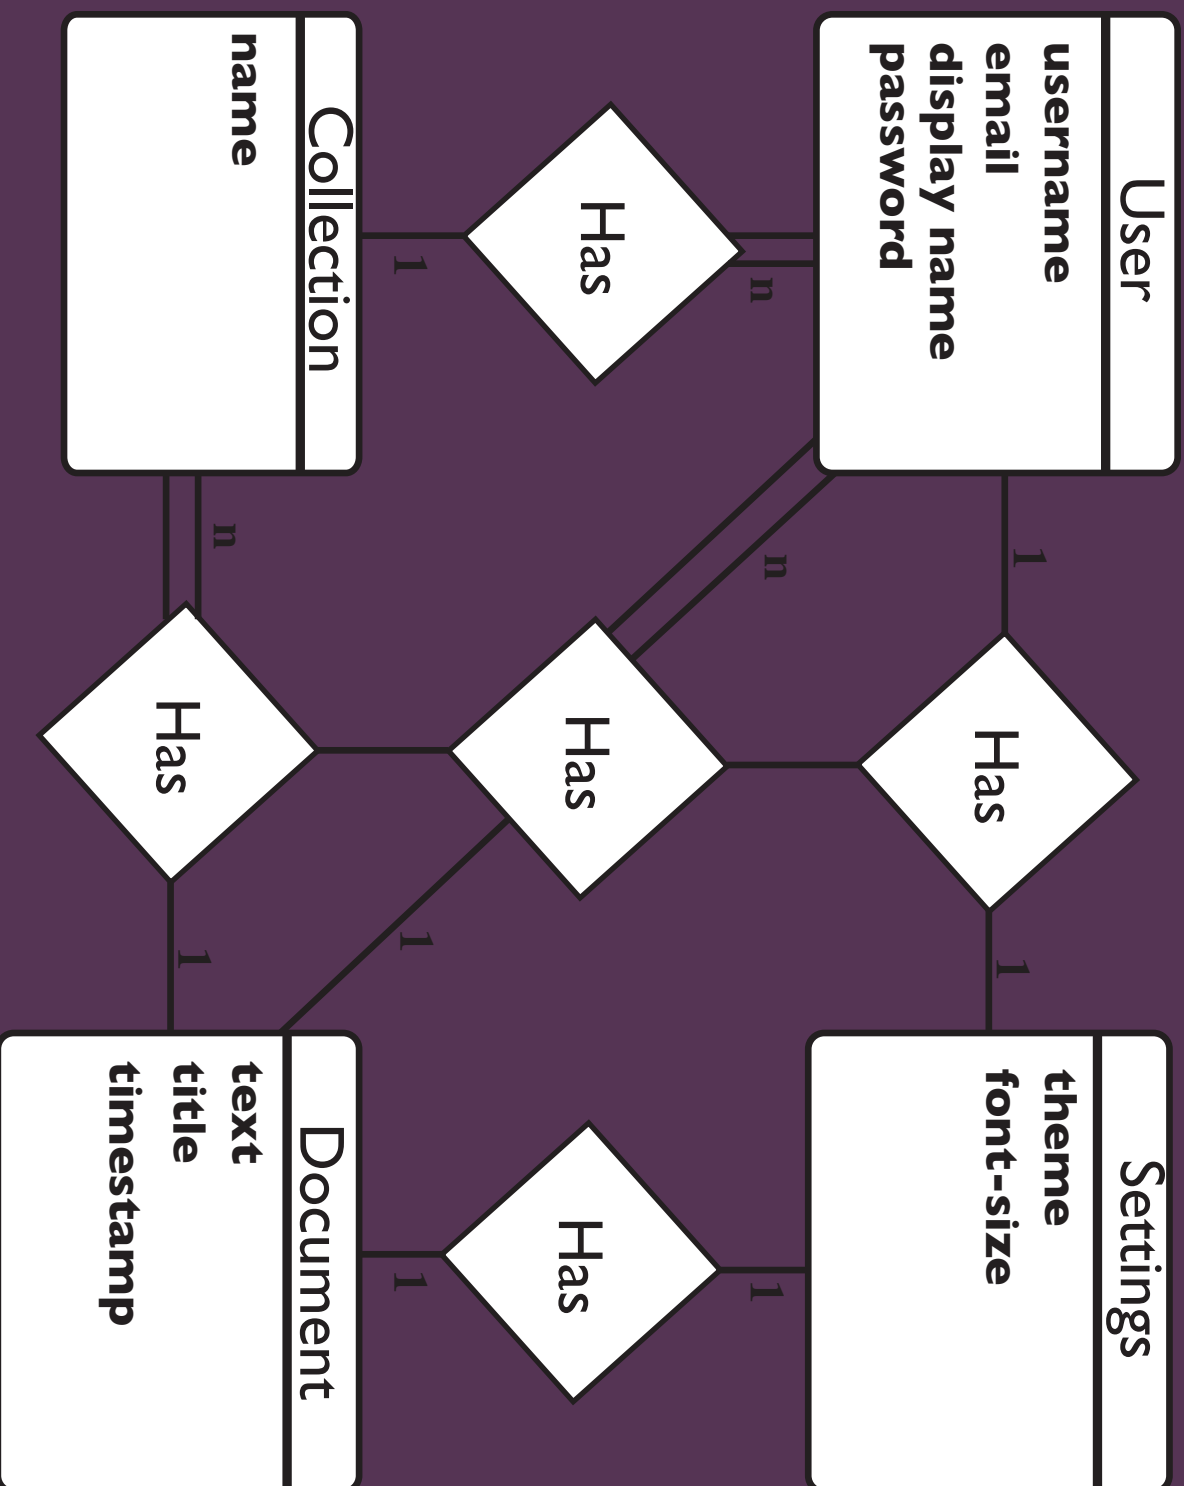 User
username
email
display name
password
1
Has
1
Settings
theme
font-size
n
Has
1
n
Has
1
1
Has
1
Collection
name
n
Has
1
Document
text
title
timestamp